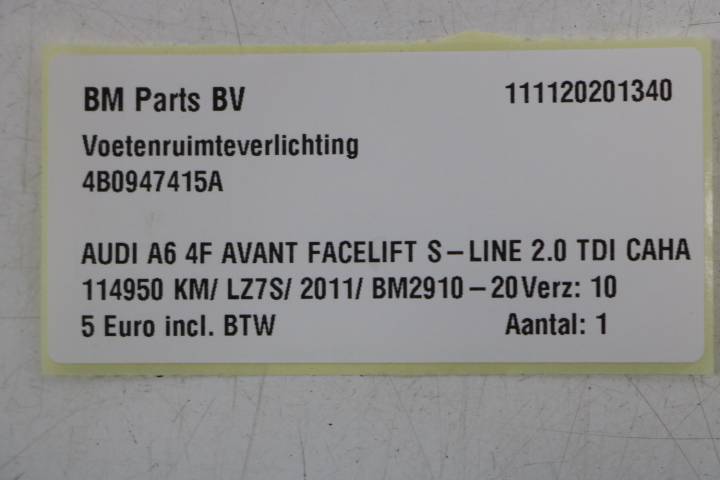 BM Parts BV 111120201340
Voetenruimteverlichting
4B0947415A
AUDI A6 4F AVANT FACELIFT S-LINE 2.0 TDI CAHA
114950 KM/ LZ7S/ 2011/ BM2910-20Verz: 10
5 Euro incl. BTW Aantal: 1